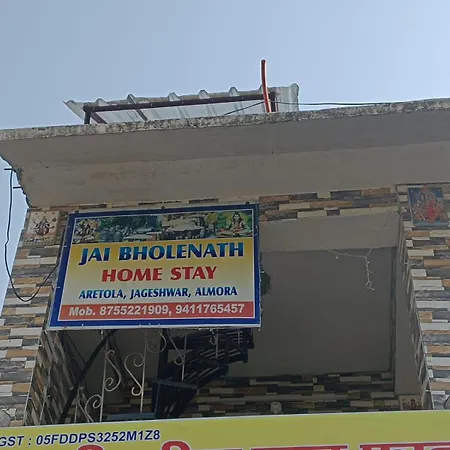 JAI BHOLENATH
HOME STAY
ARETOLA, JAGESHWAR, ALMORA
Mob. 8755221909, 9411765457
GST : 05FDDPS3252M1Z8